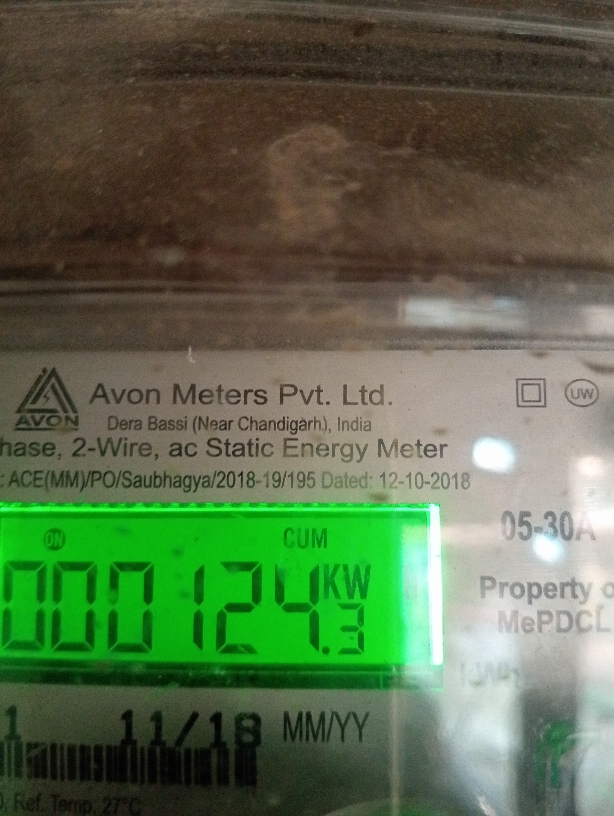 AVON
Avon Meters Pvt. Ltd.
Dera Bassi (Near Chandigarh), India
hase, 2-Wire, ac Static Energy Meter
: ACE(MM)/PO/Saubhagya/2018-19/195 Dated: 12-10-2018
UW
ON
CUM
000124.3
KW
05-30A
Property o
MePDCL
1 11/18 MM/YY
Ref. Temp. 27°C